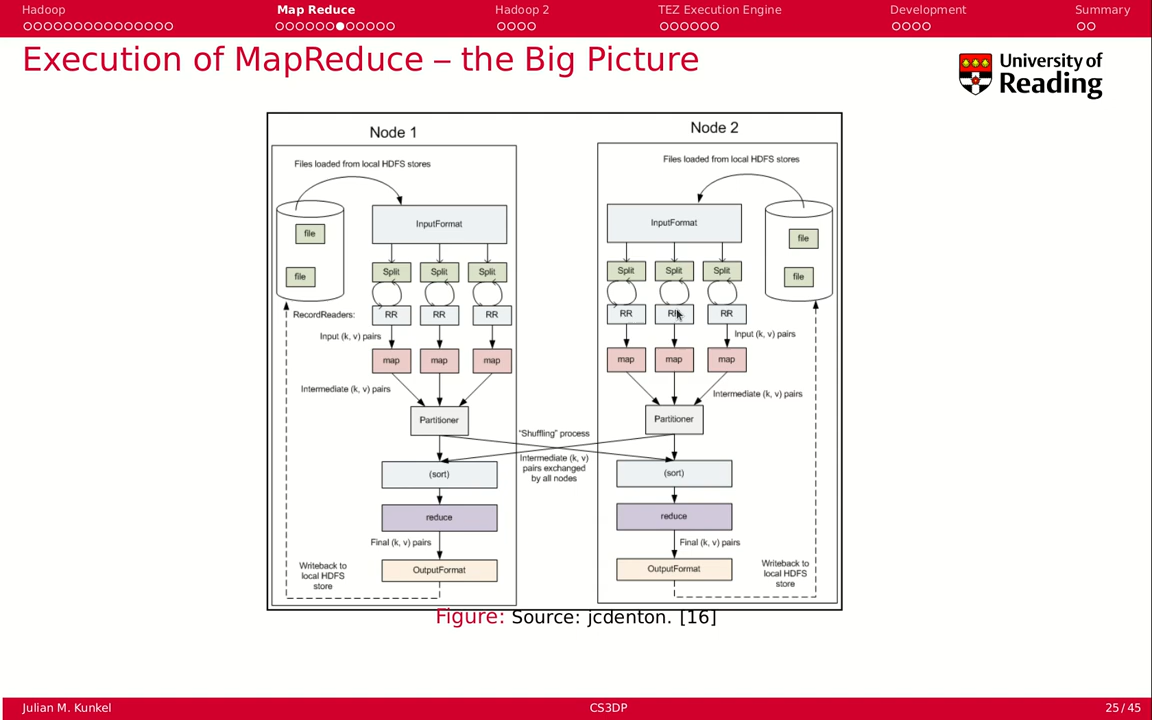 Hadoop Map Reduce Hadoop 2 TEZ Execution Engine Development Summary
Execution of MapReduce – the Big Picture
University of
Reading
Node 1
Files loaded from local HDFS stores
file
file
InputFormat
Split Split Split
RecordReaders: RR RR RR
Input (k, v) pairs
map map map
Intermediate (k, v) pairs
Partitioner
"Shuffling" process
Intermediate (k, v)
pairs exchanged
by all nodes
(sort)
reduce
Final (k, v) pairs
OutputFormat
Writeback to
local HDFS
store
Node 2
Files loaded from local HDFS stores
InputFormat
file
file
Split Split Split
RR RR RR
Input (k, v) pairs
map map map
Intermediate (k, v) pairs
Partitioner
(sort)
reduce
Final (k, v) pairs
OutputFormat
Writeback to
local HDFS
store
Figure: Source: jcdenton. [16]
Julian M. Kunkel CS3DP 25 / 45